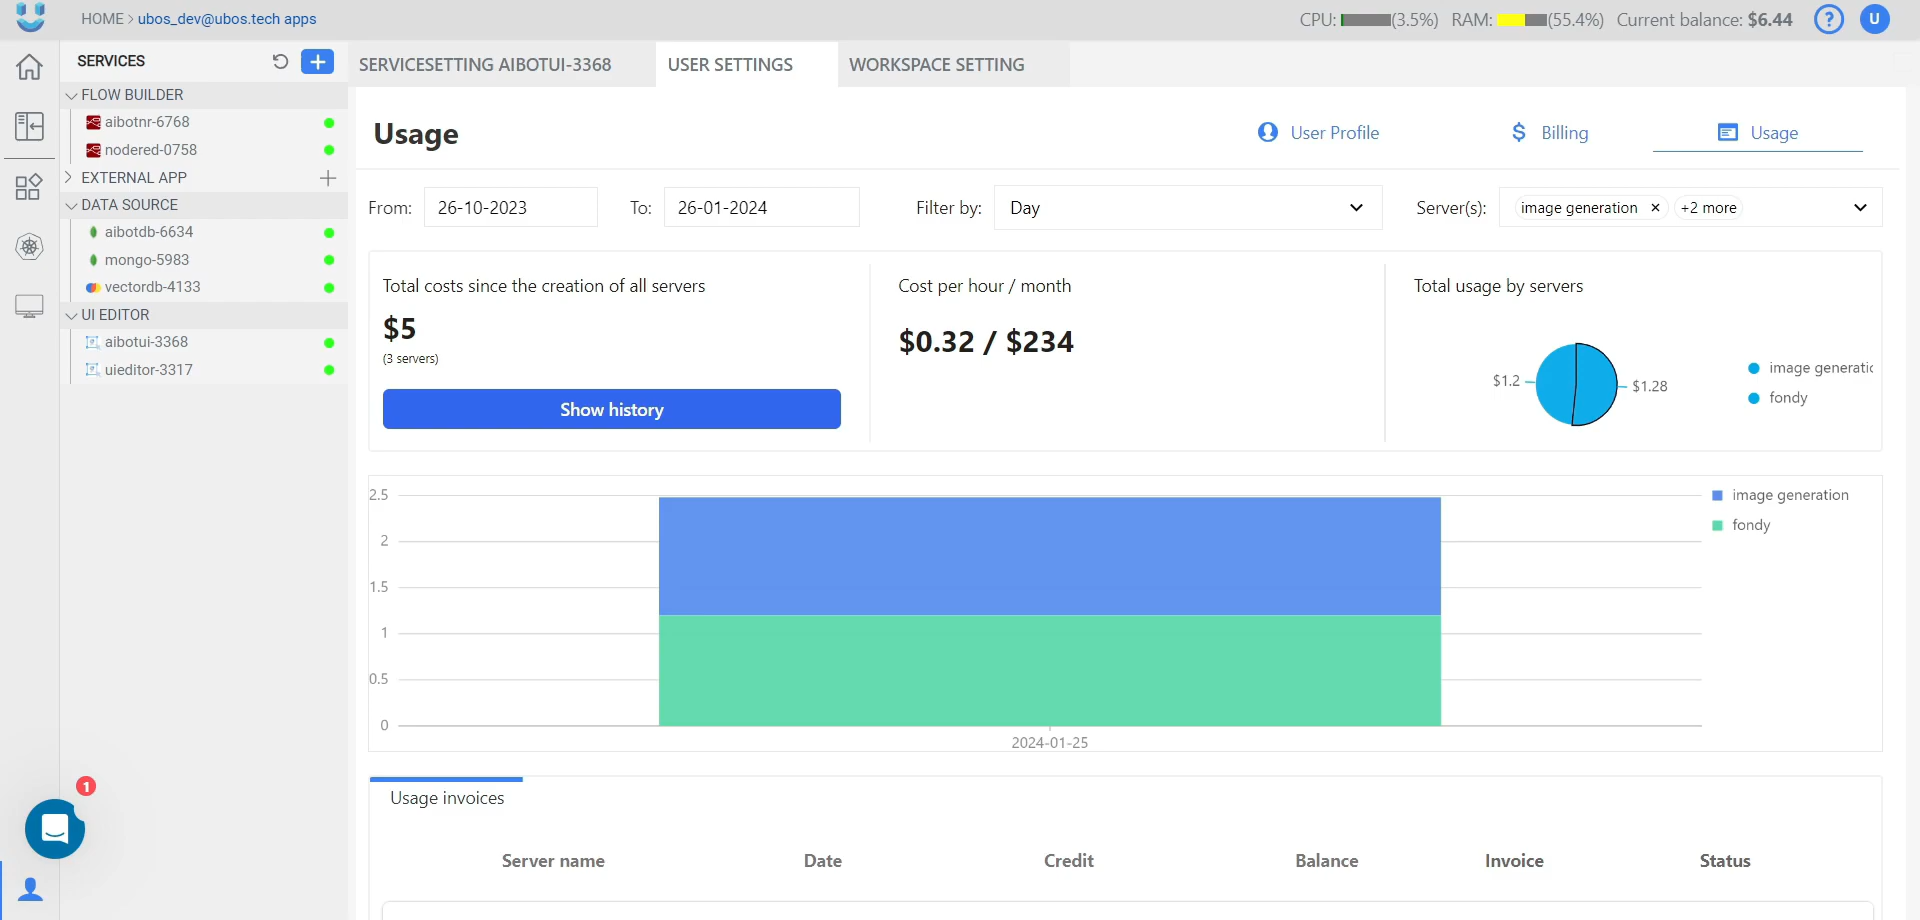 HOME > ubos_dev@ubos.tech apps
CPU: (3.5%) RAM: (55.4%) Current balance: $6.44 ? U
SERVICES
+
FLOW BUILDER
aibotnr-6768
nodered-0758
EXTERNAL APP
DATA SOURCE
aibotdb-6634
mongo-5983
vectordb-4133
UI EDITOR
aibotui-3368
uieditor-3317
1
SERVICESETTING AIBOTUI-3368
USER SETTINGS
WORKSPACE SETTING
Usage
User Profile
$ Billing
Usage
From: 26-10-2023 To: 26-01-2024 Filter by: Day Server(s): image generation × +2 more
Total costs since the creation of all servers
$5
(3 servers)
Show history
Cost per hour / month
$0.32 / $234
Total usage by servers
$1.2
$1.28
image generatic
fondy
2.5
2
1.5
1
0.5
0
2024-01-25
image generation
fondy
Usage invoices
Server name Date Credit Balance Invoice Status